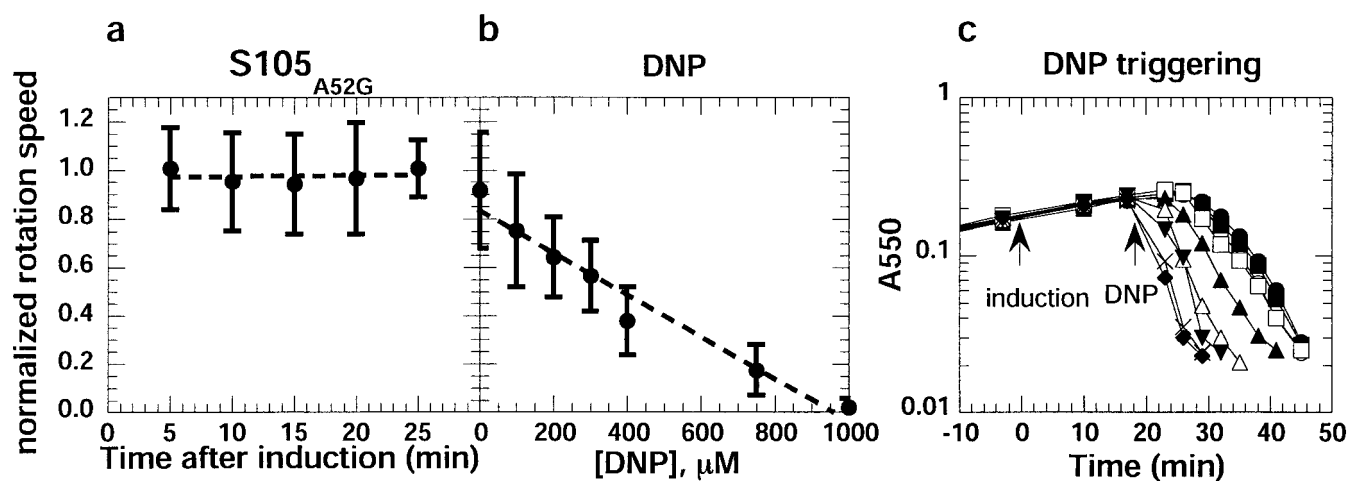 a
S105
A52G
normalized rotation speed
1.2
1.0
0.8
0.6
0.4
0.2
0.0
0 5 10 15 20 25
Time after induction (min)
b
DNP
0 200 400 600 800 1000
[DNP], μM
c
DNP triggering
A550
1
0.1
0.01
induction
DNP
-10 0 10 20 30 40 50
Time (min)